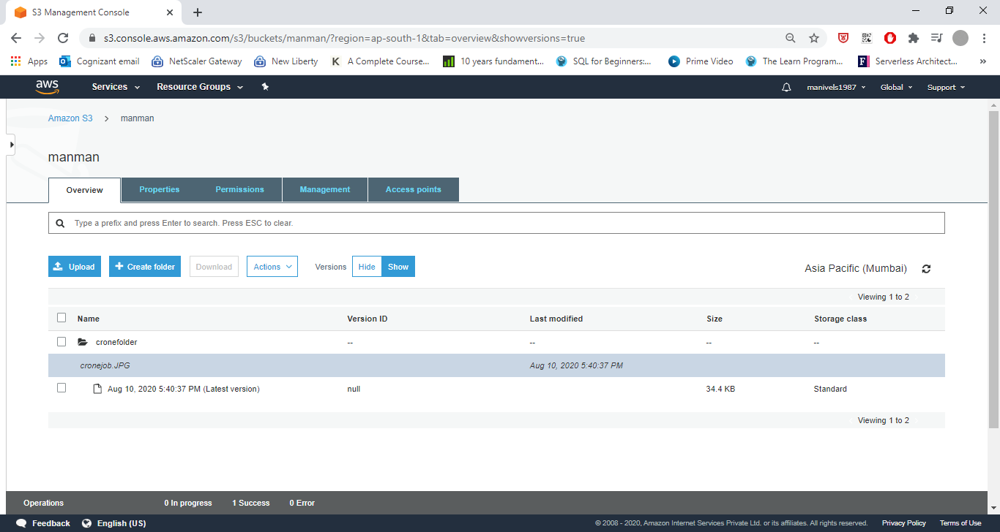 S3 Management Console
s3.console.aws.amazon.com/s3/buckets/manman/?region=ap-south-1&tab=overview&showversions=true
Apps Cognizant email NetScaler Gateway New Liberty K A Complete Course... 10 years fundament... SQL for Beginners:... Prime Video The Learn Program... F Serverless Architect... »
aws Services Resource Groups manivels1987 Global Support
Amazon S3 > manman
manman
Overview Properties Permissions Management Access points
Type a prefix and press Enter to search. Press ESC to clear.
Upload Create folder Download Actions Versions Hide Show Asia Pacific (Mumbai)
Viewing 1 to 2
Name Version ID Last modified Size Storage class
cronefolder -- -- -- --
cronejob.JPG Aug 10, 2020 5:40:37 PM
Aug 10, 2020 5:40:37 PM (Latest version) null 34.4 KB Standard
Viewing 1 to 2
Operations 0 In progress 1 Success 0 Error
Feedback English (US) © 2008 - 2020, Amazon Internet Services Private Ltd. or its affiliates. All rights reserved. Privacy Policy Terms of Use